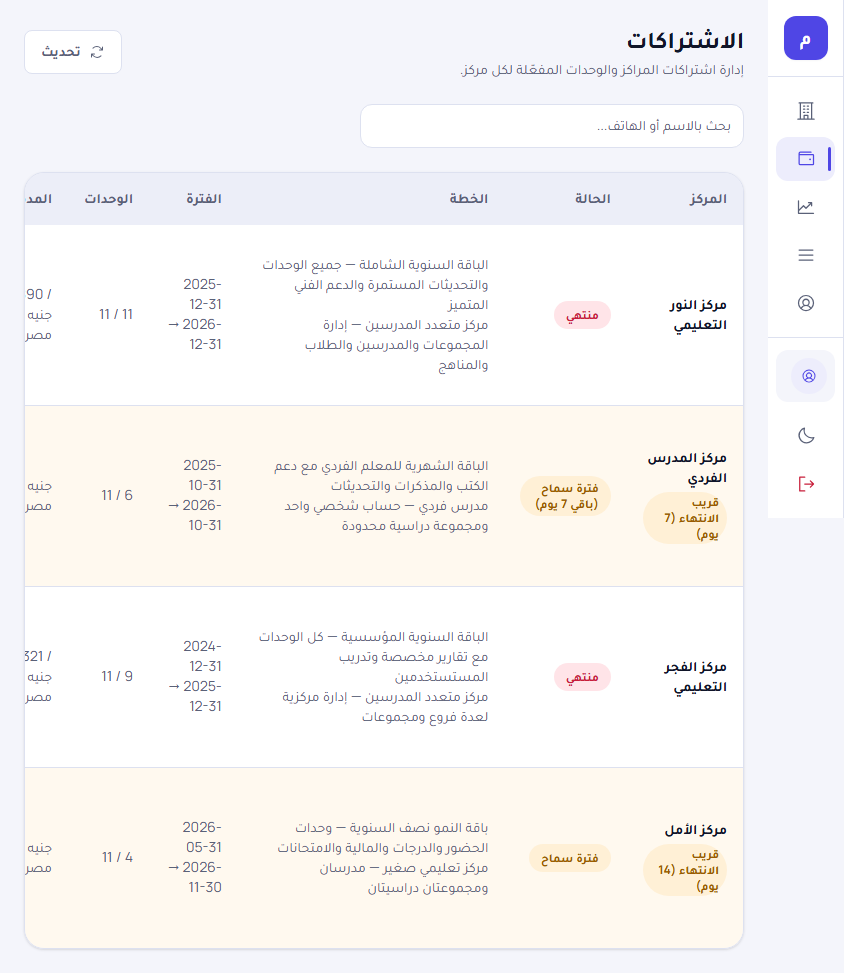 م
الاشتراكات
تحديث
إدارة اشتراكات المراكز والوحدات المفعّلة لكل مركز.
بحث بالاسم أو الهاتف...
المركز الحالة الخطة الفترة الوحدات
مركز النور
التعليمي
منتهي
الباقة السنوية الشاملة — جميع الوحدات
والتحديثات المستمرة والدعم الفني
المتميز
مركز متعدد المدرسين — إدارة
المجموعات والمدرسين والطلاب
والمناهج
2025-
12-31
→ 2026-
12-31
11 / 11
90 /
جنيه
مصر
مركز المدرس
الفردي
قريب
الانتهاء (7
يوم)
فترة سماح
(باقي 7 يوم)
الباقة الشهرية للمعلم الفردي مع دعم
الكتب والمذكرات والتحديثات
مدرس فردي — حساب شخصي واحد
ومجموعة دراسية محدودة
2025-
10-31
→ 2026-
10-31
11 / 6
جنيه
مصر
مركز الفجر
التعليمي
منتهي
الباقة السنوية المؤسسية — كل الوحدات
مع تقارير مخصصة وتدريب
المستستخدمين
مركز متعدد المدرسين — إدارة مركزية
لعدة فروع ومجموعات
2024-
12-31
→ 2025-
12-31
11 / 9
321 /
جنيه
مصر
مركز الأمل
قريب
الانتهاء (14
يوم)
فترة سماح
باقة النمو نصف السنوية — وحدات
الحضور والدرجات والمالية والامتحانات
مركز تعليمي صغير — مدرسان
ومجموعتان دراسيتان
2026-
05-31
→ 2026-
11-30
11 / 4
جنيه
مصر